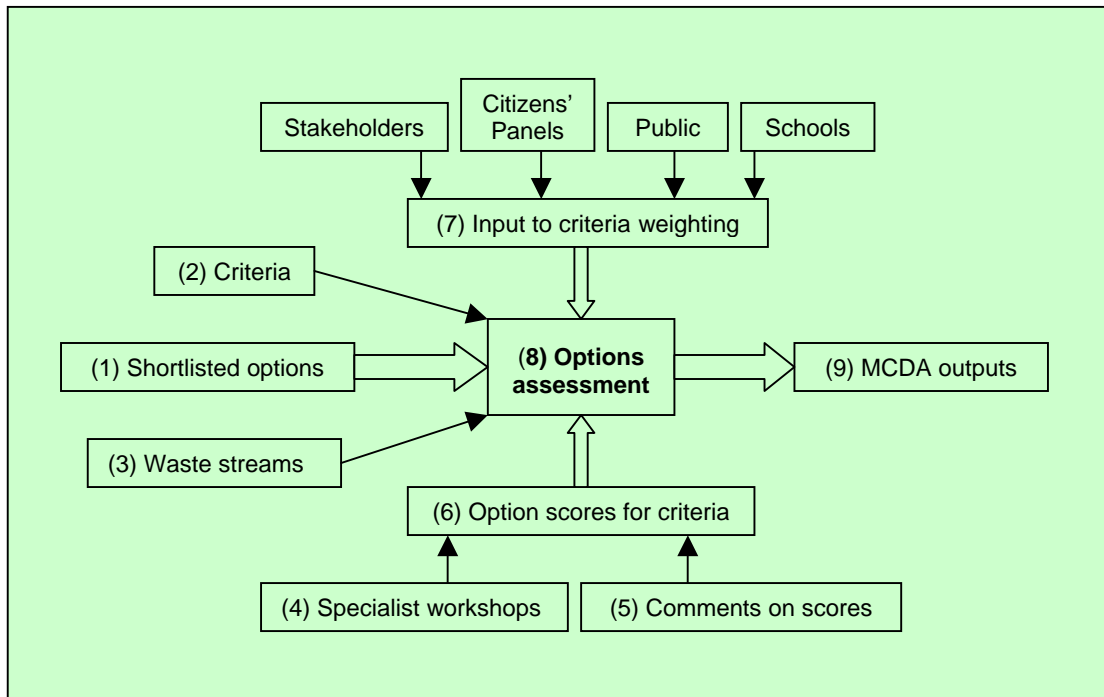 Stakeholders
Citizens'
Panels
Public
Schools
(7) Input to criteria weighting
(2) Criteria
(1) Shortlisted options
(8) Options
assessment
(9) MCDA outputs
(3) Waste streams
(6) Option scores for criteria
(4) Specialist workshops
(5) Comments on scores